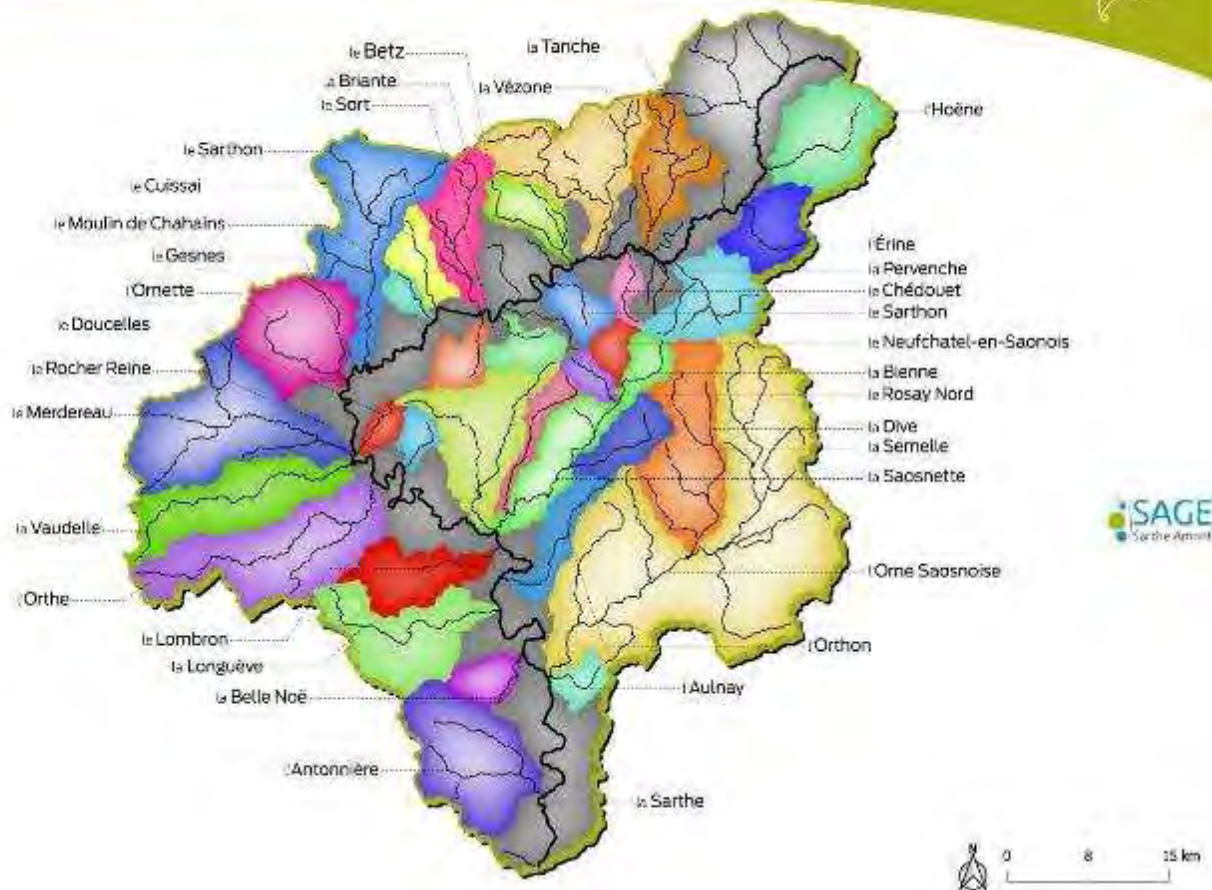 le Betz
la Tanche
la Briante
la Vézone
le Sort
l'Hoëne
le Sarthon
le Cuissai
le Moulin de Chahains
le Gesnes
l'Ornette
le Doucelles
le Rocher Reine
le Merdereau
l'Érine
la Pervenche
le Chédouet
le Sarthon
le Neufchatel-en-Saonois
la Bienne
le Rosay Nord
la Dive
la Semelle
la Saosnette
SAGE
Sarthe Amont
la Vaudelle
l'Orthe
l'Orne Saosnoise
le Lombron
l'Orthon
la Longuève
la Belle Noë
l'Aulnay
l'Antonnière
la Sarthe
N
0 8 15 km